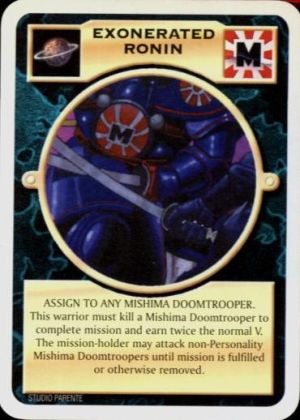 EXONERATED
RONIN
M
M
ASSIGN TO ANY MISHIMA DOOMTROOPER.
This warrior must kill a Mishima Doomtrooper to
complete mission and earn twice the normal V.
The mission-holder may attack non-Personality
Mishima Doomtroopers until mission is fulfilled
or otherwise removed.
STUDIO PARENTE